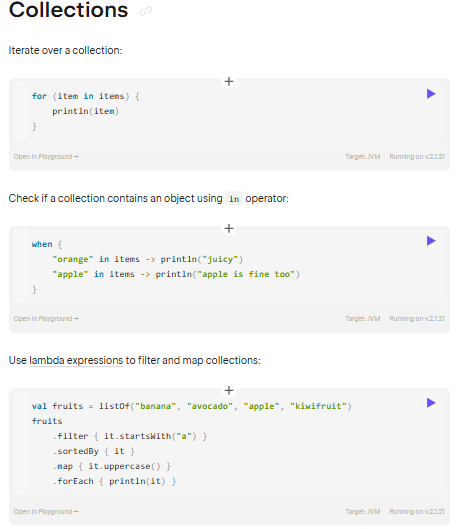 Collections
Iterate over a collection:
for (item in items) {
    println(item)
}
Open in Playground →
Target: JVM Running on v.2.1.21
Check if a collection contains an object using in operator:
when {
    "orange" in items -> println("juicy")
    "apple" in items -> println("apple is fine too")
}
Open in Playground →
Target: JVM Running on v.2.1.21
Use lambda expressions to filter and map collections:
val fruits = listOf("banana", "avocado", "apple", "kiwifruit")
fruits
    .filter { it.startsWith("a") }
    .sortedBy { it }
    .map { it.uppercase() }
    .forEach { println(it) }
Open in Playground →
Target: JVM Running on v.2.1.21